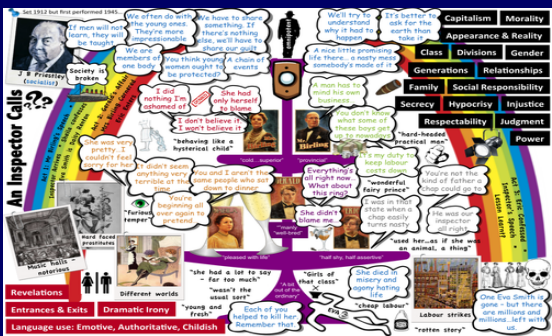 Set 1912 but first performed 1945...
If men will not
learn, they will
be taught
J B Priestley
(socialist)
Society is
broken
We often do with
the young ones.
They're more
impressionable
We have to share
something. If
there's nothing
else, we'll have to
share our guilt
We are
members of
one body
You think young
women ought to
be protected?
A chain of
events
omnipotent
We'll try to
understand
why it had to
happen
It's better to
ask for the
earth than
take it
A nice little promising
life there... a nasty mess
somebody's made of it
Capitalism
Morality
Appearance & Reality
Class
Divisions
Gender
Generations
Relationships
Family
Social Responsibility
Secrecy
Hypocrisy
Injustice
Respectability
Judgment
Power
An Inspector Calls
???
I did
nothing I'm
ashamed of
She had
only herself
to blame
I don't believe it
I won't believe it
"behaving like a
hysterical child"
A man has to
mind his own
business
If you don't know
what some of
these boys get
up to nowadays
"hard-headed
practical man"
Mr.
Birling
"cold...superior"
"provincial"
She was very
pretty. I
couldn't feel
sorry for her
It didn't seem
anything very
terrible at the
time
You and I aren't the
same people who sat
down to dinner
Everything's
all right now.
What about
this ring?
It's my duty to
keep labour
costs down
"wonderful
fairy prince"
You're not the
kind of father a
chap could go to
"furious
temper"
You're
beginning all
over again to
pretend
She didn't
blame me
I was in that
state when a
chap easily
turns nasty
He was our
inspector
all right
"manly
"well-bred"
"used her...as if she was
an animal, a thing"
Act 3: Eric Confesses
Inspector's Speech
Lesson Learnt
Hard faced
prostitutes
Music halls -
notorious
Different worlds
"pleased with life"
"half shy, half assertive"
"she had a lot to say
- far too much"
"wasn't the
usual sort"
"young and
fresh"
"A bit
out of the
ordinary"
"Girls of
that class"
She died in
misery and
agony hating
life
"cheap labour"
"rotten story"
Labour strikes
Each of you
helped to kill her.
Remember that
One Eva Smith is
gone - but there
are millions and
millions...left with
us.
Revelations
Entrances & Exits
Dramatic Irony
Language use: Emotive, Authoritative, Childish